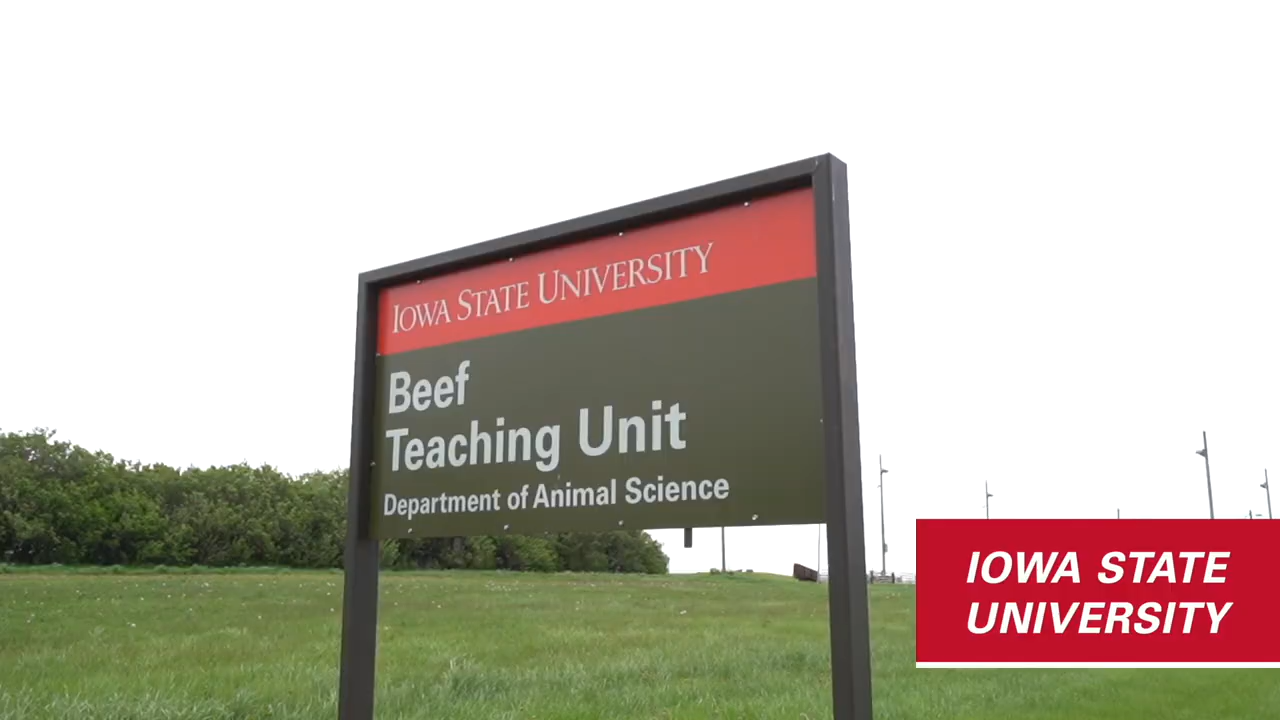 IOWA STATE UNIVERSITY
Beef
Teaching Unit
Department of Animal Science
IOWA STATE
UNIVERSITY